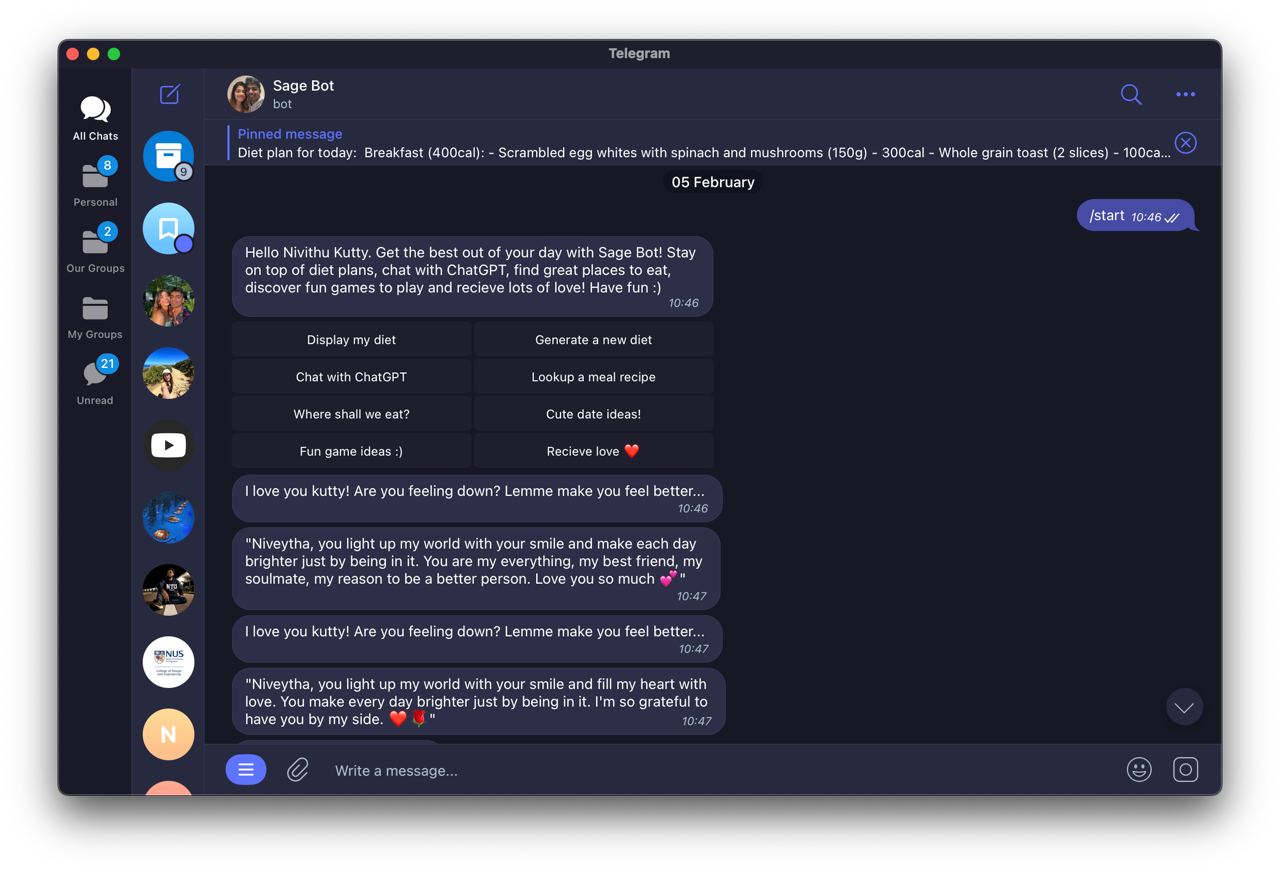 Telegram
All Chats
8
Personal
2
Our Groups
My Groups
21
Unread
9
NUS
N
Sage Bot
bot
Pinned message
Diet plan for today:  Breakfast (400cal): - Scrambled egg whites with spinach and mushrooms (150g) - 300cal - Whole grain toast (2 slices) - 100ca...
05 February
/start 10:46
Hello Nivithu Kutty. Get the best out of your day with Sage Bot! Stay
on top of diet plans, chat with ChatGPT, find great places to eat,
discover fun games to play and recieve lots of love! Have fun :)
10:46
Display my diet
Generate a new diet
Chat with ChatGPT
Lookup a meal recipe
Where shall we eat?
Cute date ideas!
Fun game ideas :)
Recieve love ❤️
I love you kutty! Are you feeling down? Lemme make you feel better...
10:46
"Niveytha, you light up my world with your smile and make each day
brighter just by being in it. You are my everything, my best friend, my
soulmate, my reason to be a better person. Love you so much 💕"
10:47
I love you kutty! Are you feeling down? Lemme make you feel better...
10:47
"Niveytha, you light up my world with your smile and fill my heart with
love. You make every day brighter just by being in it. I'm so grateful to
have you by my side. ❤️🌹"
10:47
Write a message...